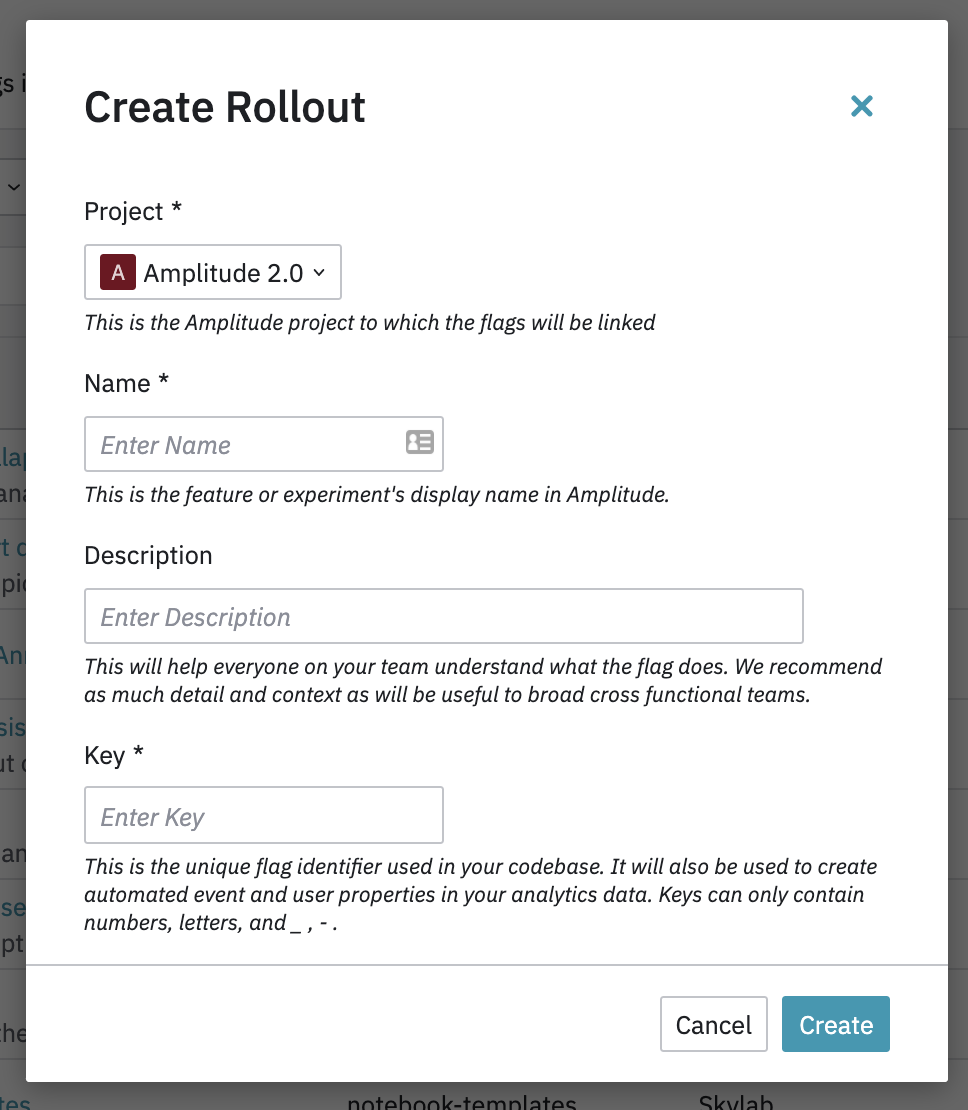 Create Rollout
Project *
A Amplitude 2.0
This is the Amplitude project to which the flags will be linked
Name *
Enter Name
This is the feature or experiment's display name in Amplitude.
Description
Enter Description
This will help everyone on your team understand what the flag does. We recommend
as much detail and context as will be useful to broad cross functional teams.
Key *
Enter Key
This is the unique flag identifier used in your codebase. It will also be used to create
automated event and user properties in your analytics data. Keys can only contain
numbers, letters, and _ , - .
Cancel Create
notebook-templates Skylab